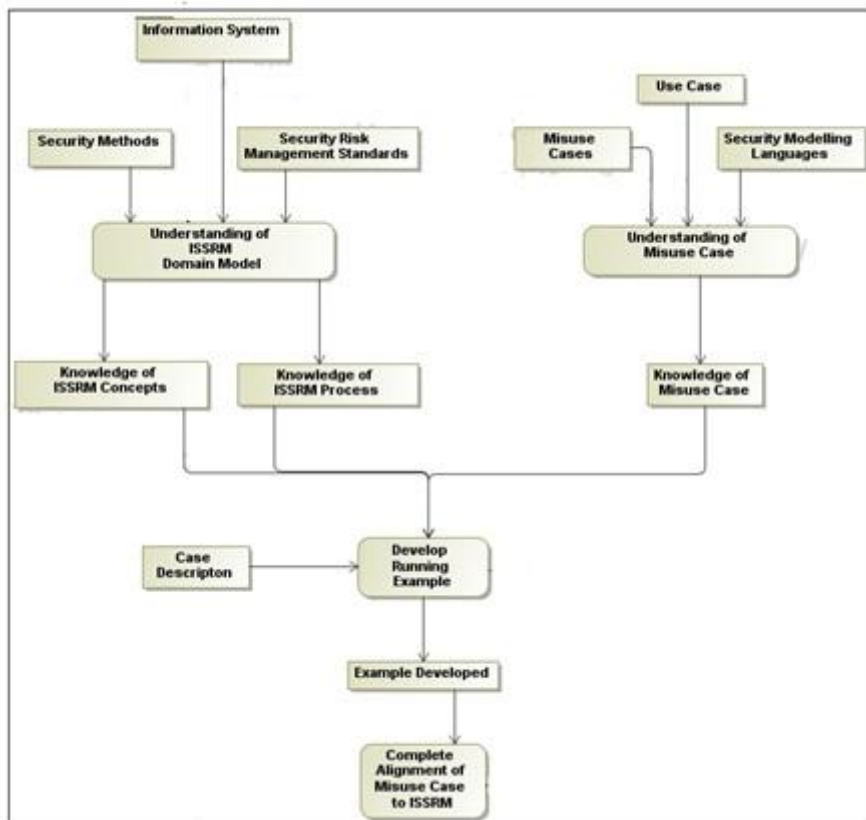 Information System
Use Case
Security Methods
Security Risk
Management Standards
Misuse
Cases
Security Modelling
Languages
Understanding of
ISSRM
Domain Model
Understanding of
Misuse Case
Knowledge of
ISSRM Concepts
Knowledge of
ISSRM Process
Knowledge of
Misuse Case
Case
Descripton
Develop
Running
Example
Example Developed
Complete
Alignment of
Misuse Case
to ISSRM